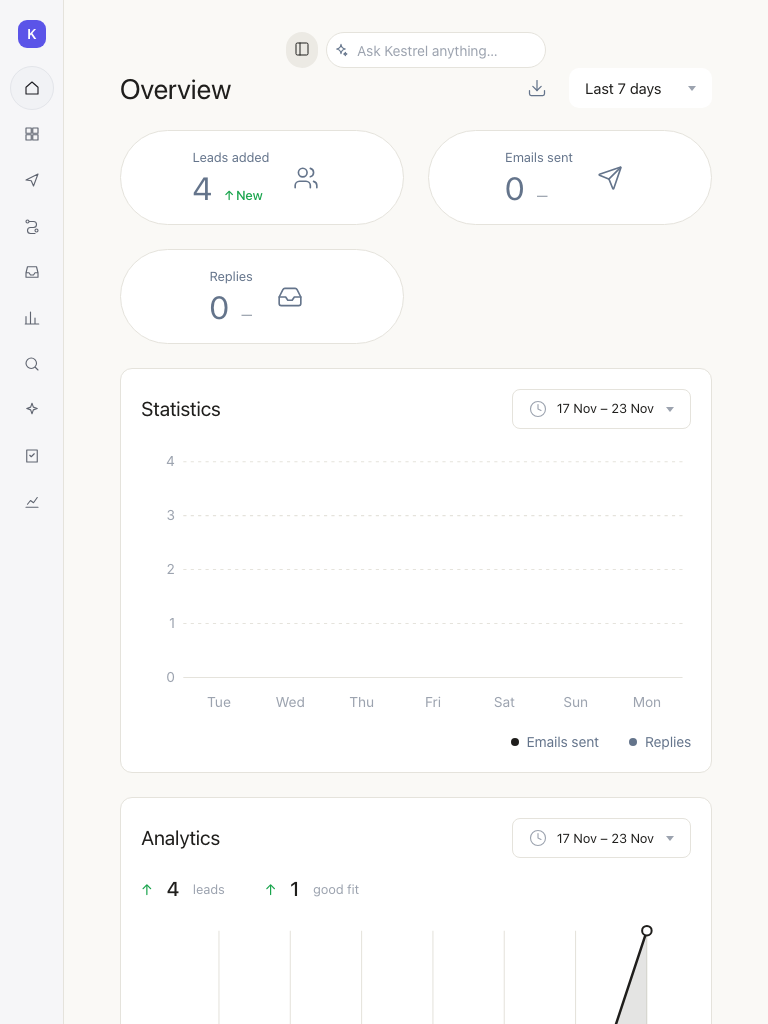 K
Ask Kestrel anything...
Overview
Last 7 days
Leads added
4 ↑ New
Emails sent
0 –
Replies
0 –
Statistics
17 Nov – 23 Nov
4
3
2
1
0
Tue Wed Thu Fri Sat Sun Mon
Emails sent Replies
Analytics
17 Nov – 23 Nov
↑ 4 leads ↑ 1 good fit